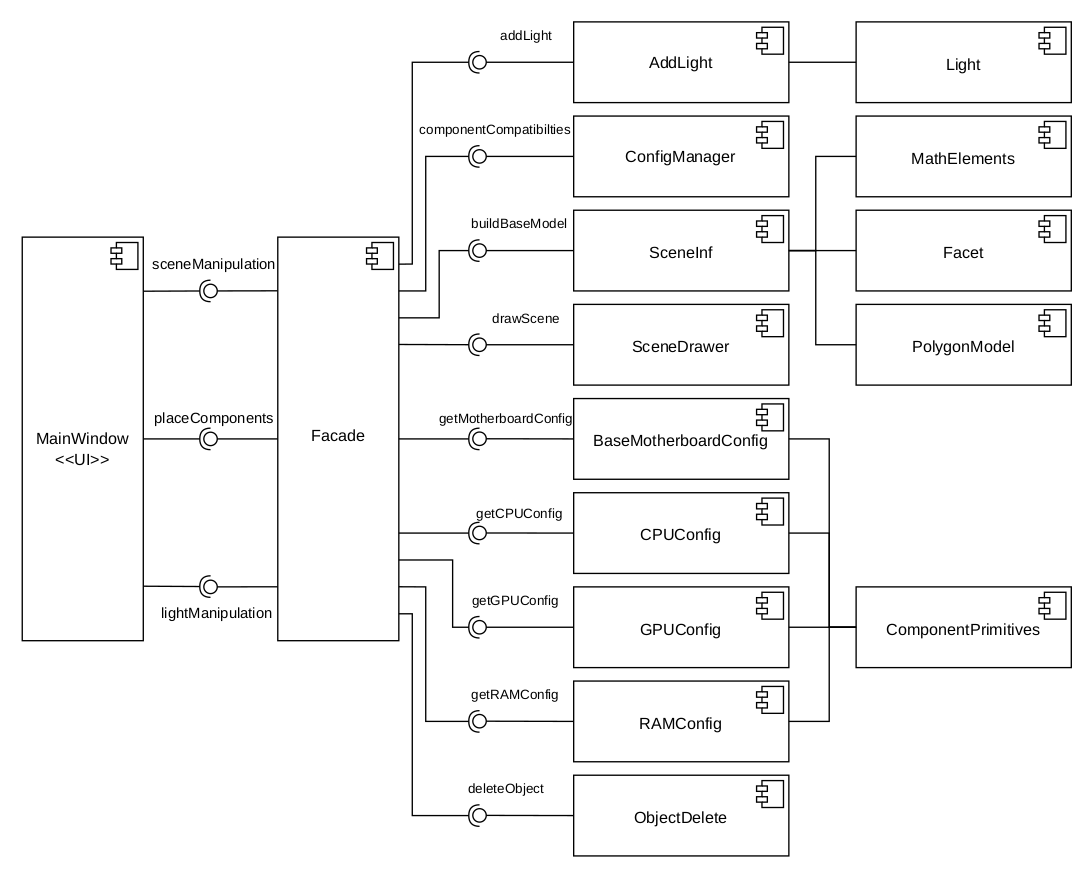 addLight
AddLight
Light
componentCompatibilties
ConfigManager
MathElements
buildBaseModel
SceneInf
Facet
sceneManipulation
drawScene
SceneDrawer
PolygonModel
placeComponents
MainWindow
<<UI>>
Facade
getMotherboardConfig
BaseMotherboardConfig
getCPUConfig
CPUConfig
getGPUConfig
GPUConfig
ComponentPrimitives
lightManipulation
getRAMConfig
RAMConfig
deleteObject
ObjectDelete